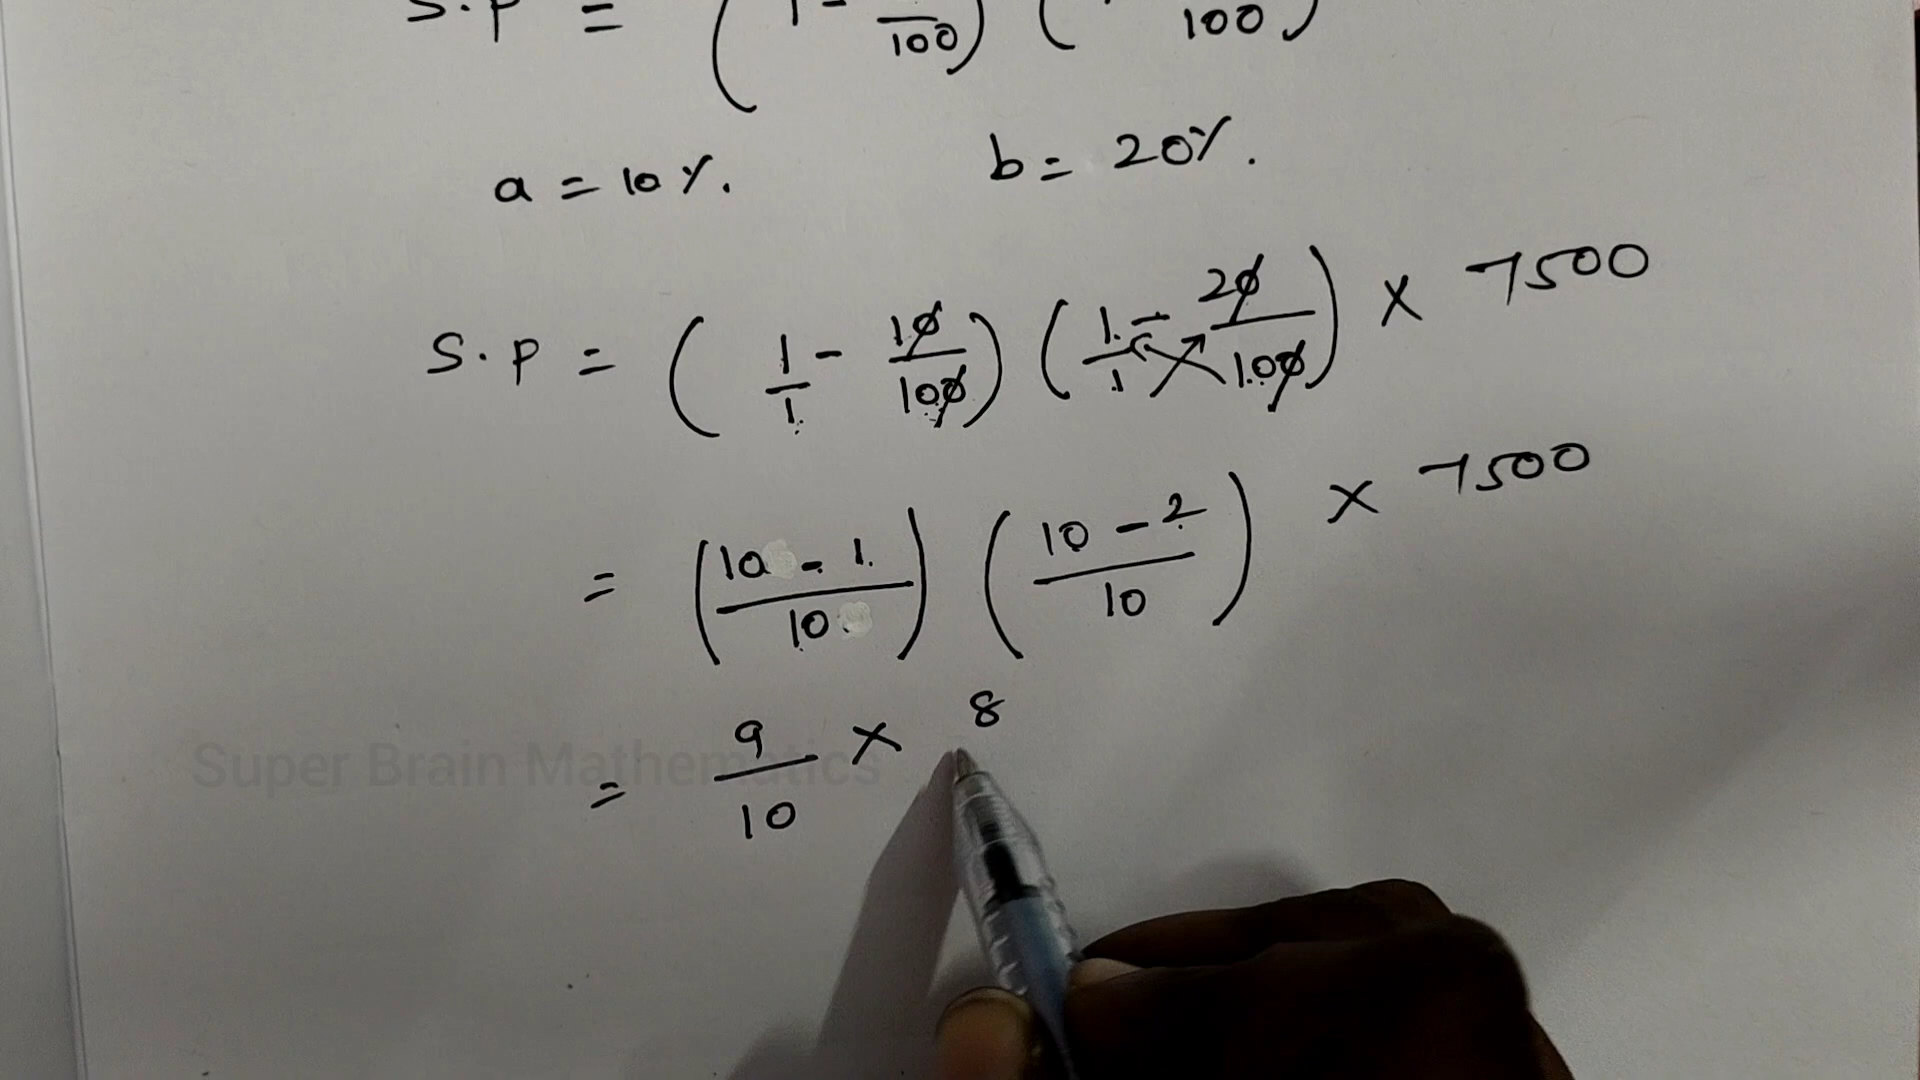 S.P = (1 - /100) ( 100)
a = 10%. b = 20%.
S.P = (1/1 - 10/100) (1/1 - 20/100) × 7500
= (10 - 1/10) (10 - 2/10) × 7500
= 9/10 × 8
Super Brain Mathematics